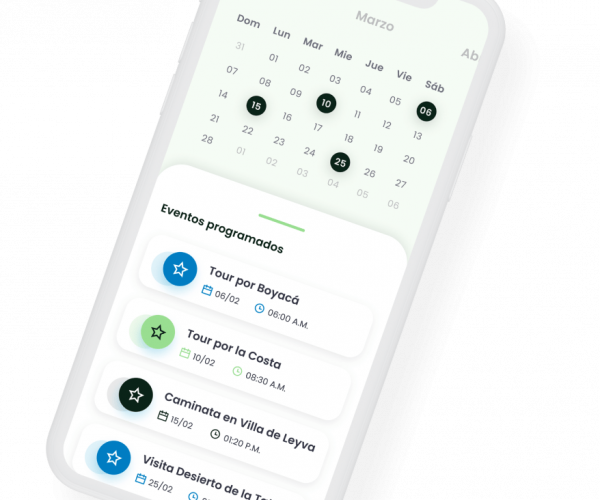 Marzo
Ab
Dom Lun Mar Mie Jue Vie Sáb
31 01 02 03 04 05 06
07 08 09 10 11 12 13
14 15 16 17 18 19 20
21 22 23 24 25 26 27
28 01 02 03 04 05 06
Eventos programados
Tour por Boyacá
06/02 06:00 A.M.
Tour por la Costa
10/02 08:30 A.M.
Caminata en Villa de Leyva
15/02 01:20 P.M.
Visita Desierto de la
25/02